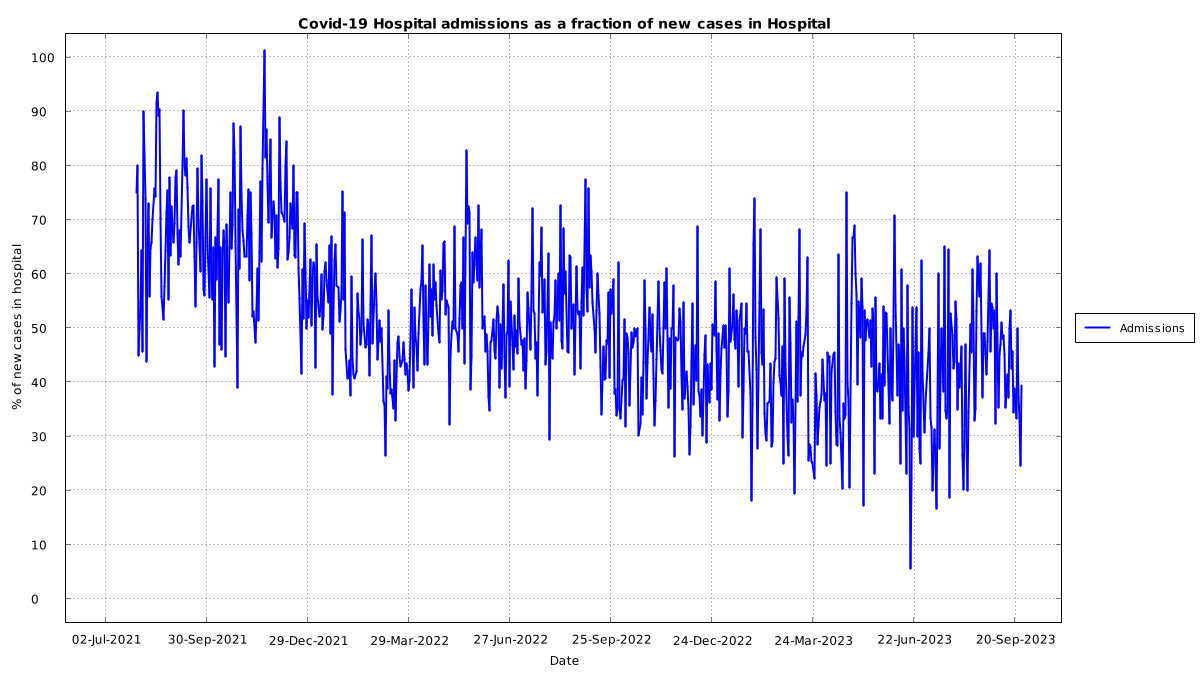 Covid-19 Hospital admissions as a fraction of new cases in Hospital
100
90
80
70
60
50
40
30
20
10
0
% of new cases in hospital
02-Jul-2021 30-Sep-2021 29-Dec-2021 29-Mar-2022 27-Jun-2022 25-Sep-2022 24-Dec-2022 24-Mar-2023 22-Jun-2023 20-Sep-2023
Date
Admissions